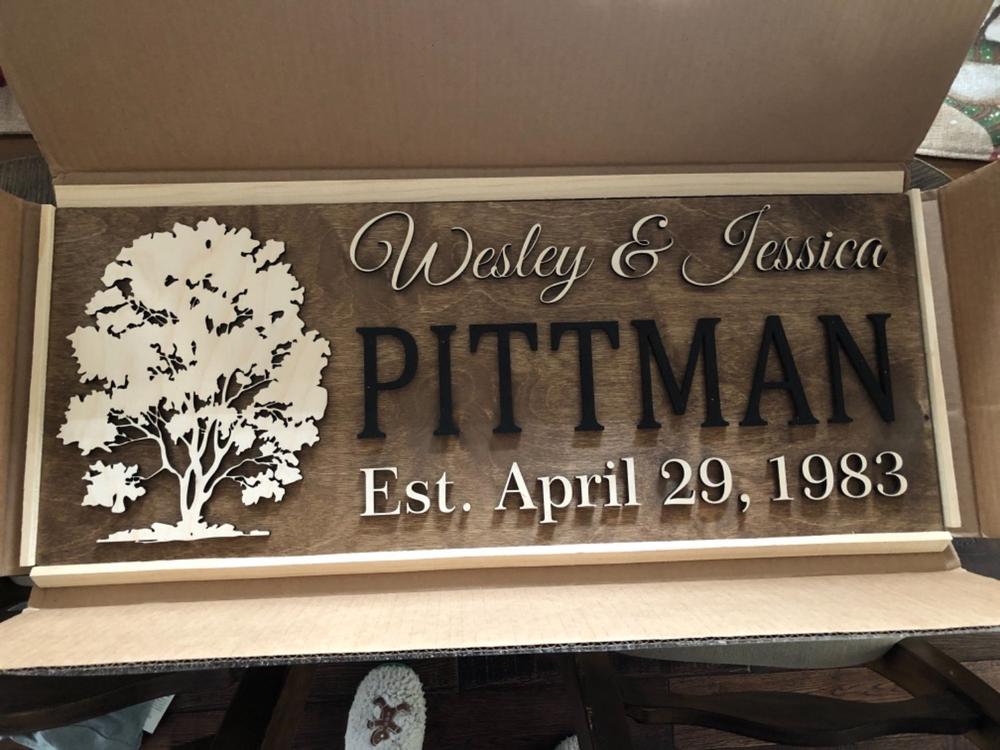 Wesley & Jessica
PITTMAN
Est. April 29, 1983